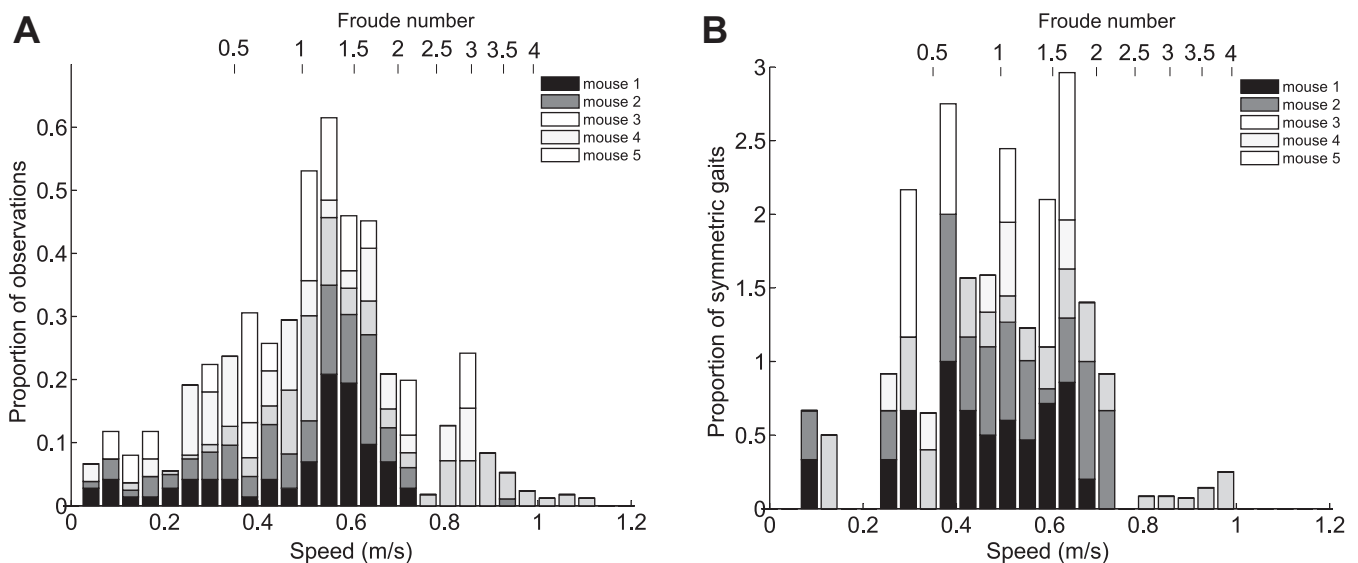 A
Froude number
0.5 1 1.5 2 2.5 3 3.5 4
mouse 1
mouse 2
mouse 3
mouse 4
mouse 5
Proportion of observations
0.6
0.5
0.4
0.3
0.2
0.1
0
0 0.2 0.4 0.6 0.8 1 1.2
Speed (m/s)
B
Froude number
0.5 1 1.5 2 2.5 3 3.5 4
mouse 1
mouse 2
mouse 3
mouse 4
mouse 5
Proportion of symmetric gaits
3
2.5
2
1.5
1
0.5
0
0 0.2 0.4 0.6 0.8 1 1.2
Speed (m/s)